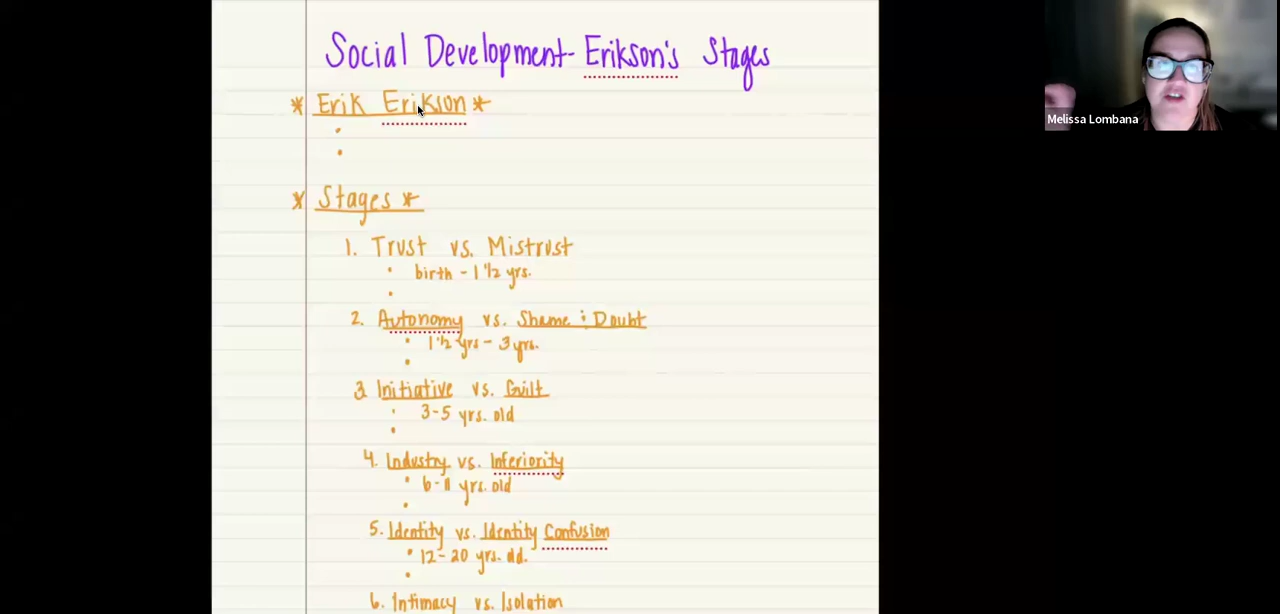 Social Development- Erikson's Stages
* Erik Erikson *
* Stages *
1. Trust vs. Mistrust
• birth - 1 1/2 yrs.
2. Autonomy vs. Shame & Doubt
• 1 1/2 yrs - 3 yrs.
3 Initiative vs. Guilt
• 3-5 yrs. old
4. Industry vs. Inferiority
• 6-11 yrs. old
5. Identity vs. Identity Confusion
• 12-20 yrs. old.
6. Intimacy vs. Isolation
Melissa Lombana